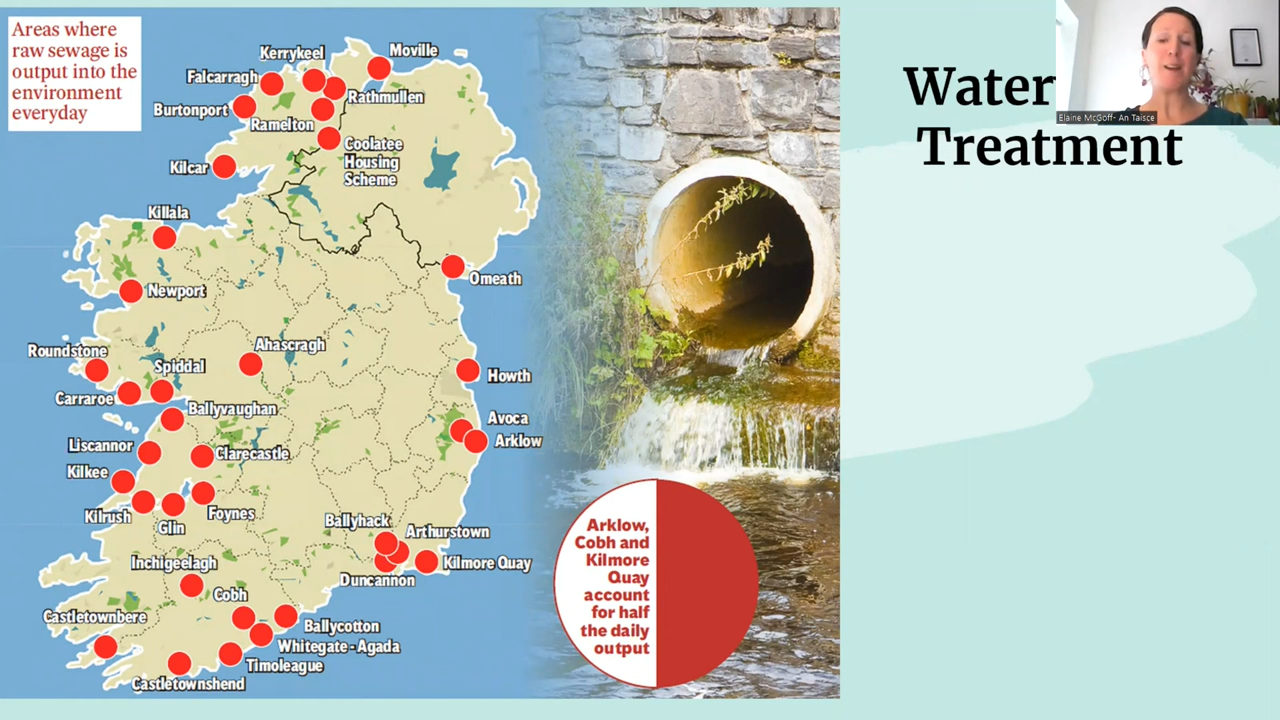 Areas where
raw sewage is
output into the
environment
everyday
Kerrykeel
Moville
Falcarragh
Rathmullen
Burtonport
Ramelton
Coolatee
Housing
Scheme
Kilcar
Killala
Omeath
Newport
Roundstone
Ahascragh
Spiddal
Howth
Carraroe
Ballyvaughan
Avoca
Arklow
Liscannor
Clarecastle
Kilkee
Kilrush
Glin
Foynes
Ballyhack
Arthurstown
Kilmore Quay
Duncannon
Inchigeelagh
Cobh
Castletownbere
Ballycotton
Whitegate - Agada
Timoleague
Castletownshend
Arklow,
Cobh and
Kilmore
Quay
account
for half
the daily
output
Water
Treatment
Elaine McGoff- An Taisce